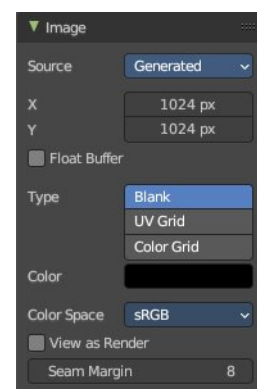 Image
Source Generated
X 1024 px
Y 1024 px
Float Buffer
Type Blank
UV Grid
Color Grid
Color
Color Space sRGB
View as Render
Seam Margin 8